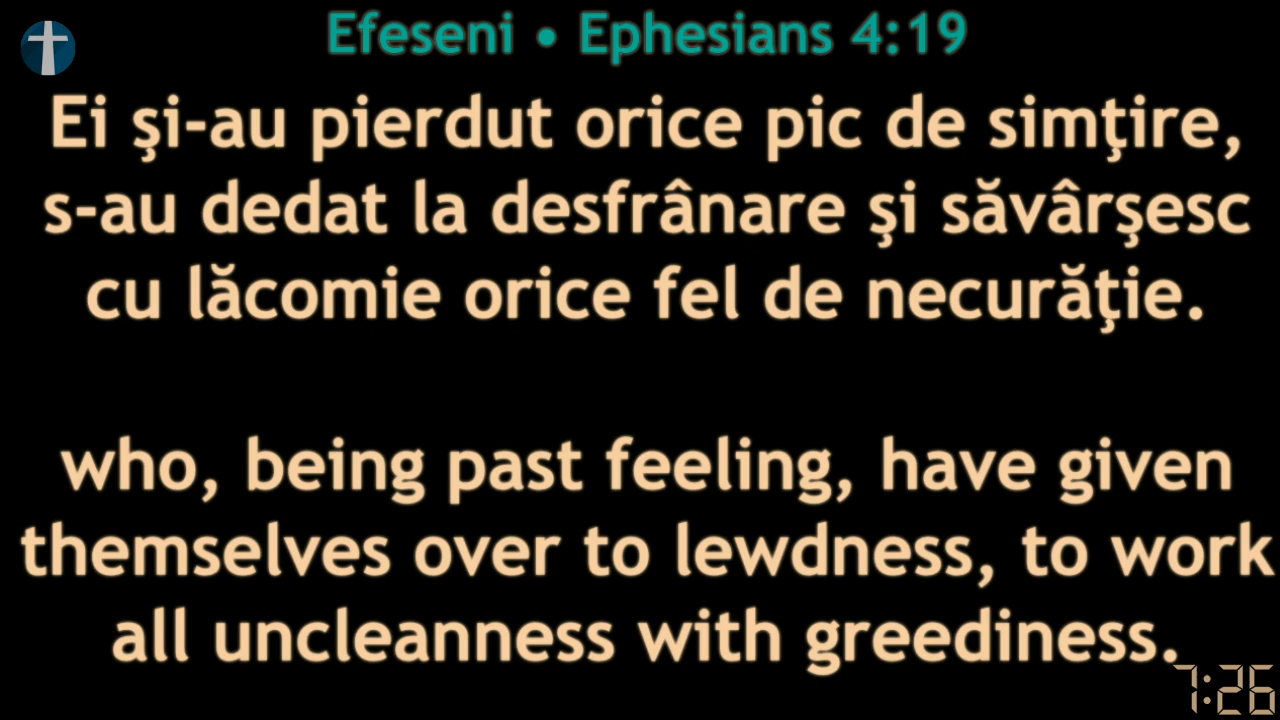 Efeseni • Ephesians 4:19
Ei şi-au pierdut orice pic de simţire,
s-au dedat la desfrânare şi săvârşesc
cu lăcomie orice fel de necurăţie.
who, being past feeling, have given
themselves over to lewdness, to work
all uncleanness with greediness.
7:26